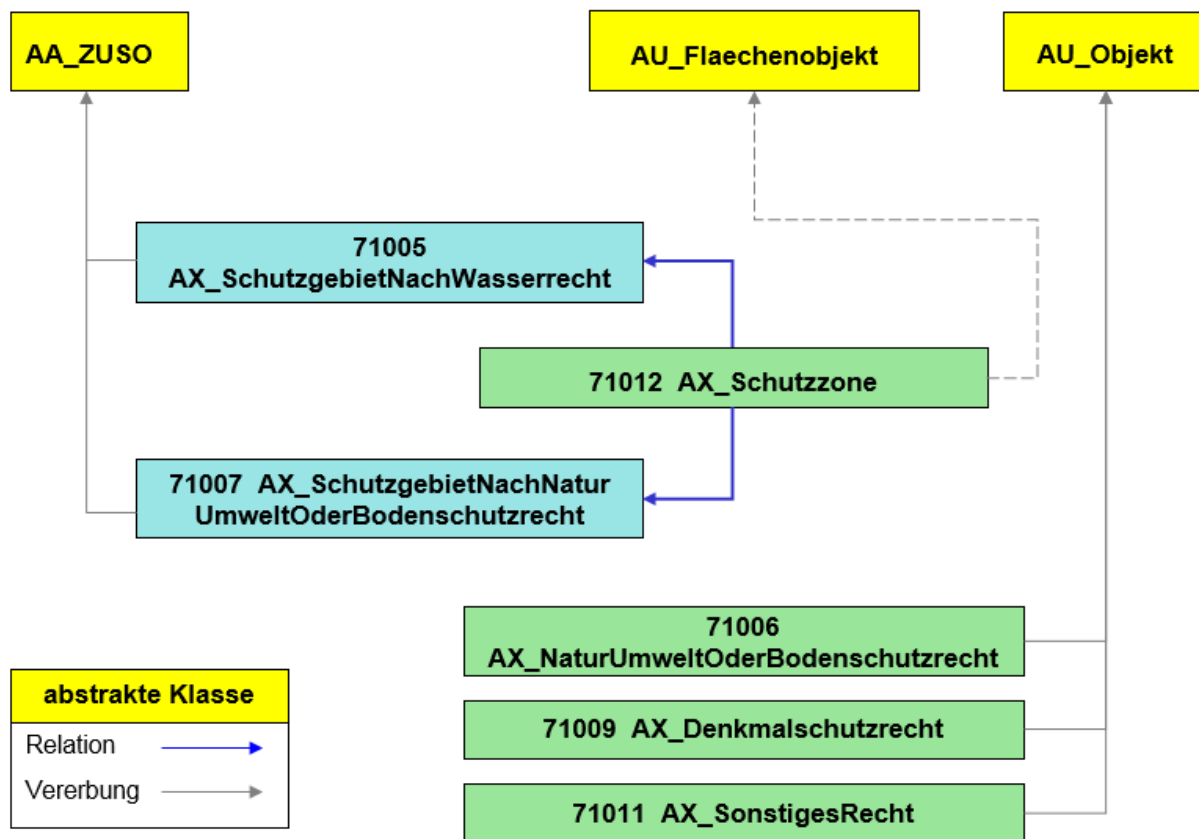 AA_ZUSO
AU_Flaechenobjekt
AU_Objekt
71005
AX_SchutzgebietNachWasserrecht
71012 AX_Schutzzone
71007 AX_SchutzgebietNachNatur
UmweltOderBodenschutzrecht
71006
AX_NaturUmweltOderBodenschutzrecht
71009 AX_Denkmalschutzrecht
71011 AX_SonstigesRecht
abstrakte Klasse
Relation
Vererbung